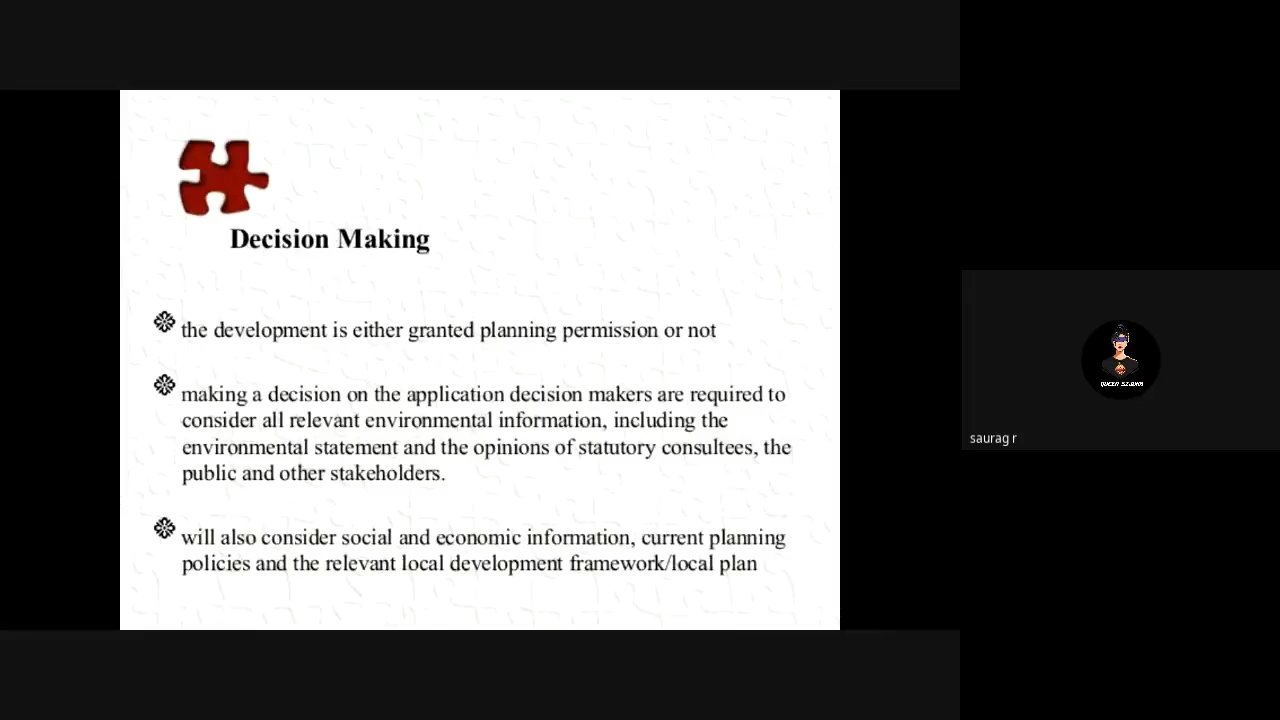 Decision Making
the development is either granted planning permission or not
making a decision on the application decision makers are required to
consider all relevant environmental information, including the
environmental statement and the opinions of statutory consultees, the
public and other stakeholders.
will also consider social and economic information, current planning
policies and the relevant local development framework/local plan
saurag r